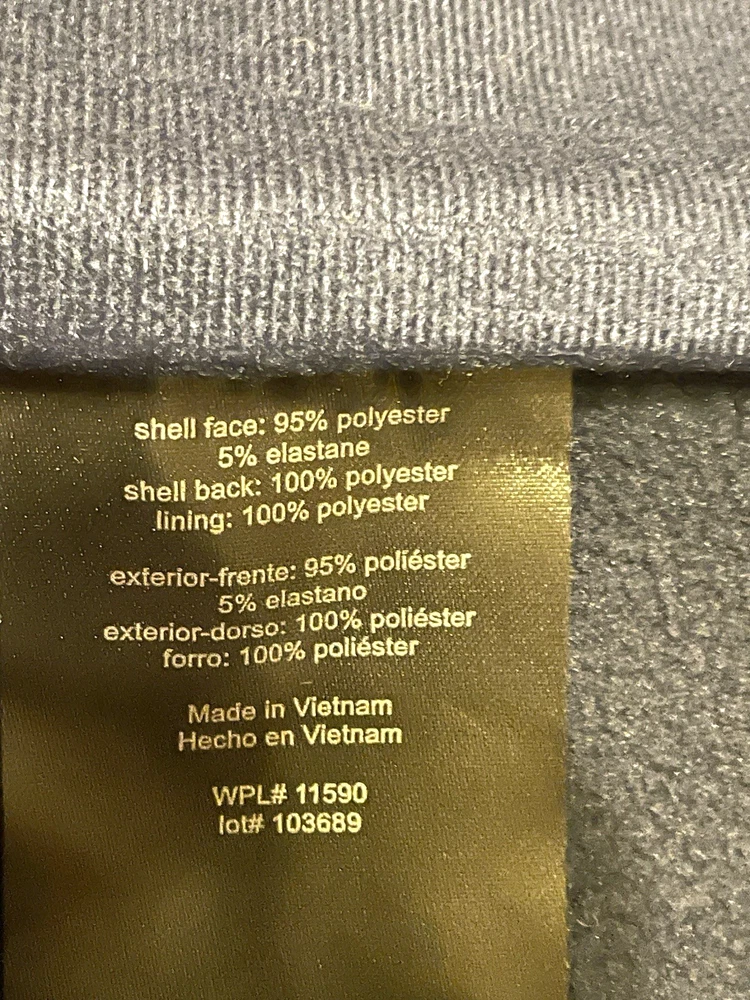 shell face: 95% polyester
5% elastane
shell back: 100% polyester
lining: 100% polyester
exterior-frente: 95% poliéster
5% elastano
exterior-dorso: 100% poliéster
forro: 100% poliéster
Made in Vietnam
Hecho en Vietnam
WPL# 11590
lot# 103689